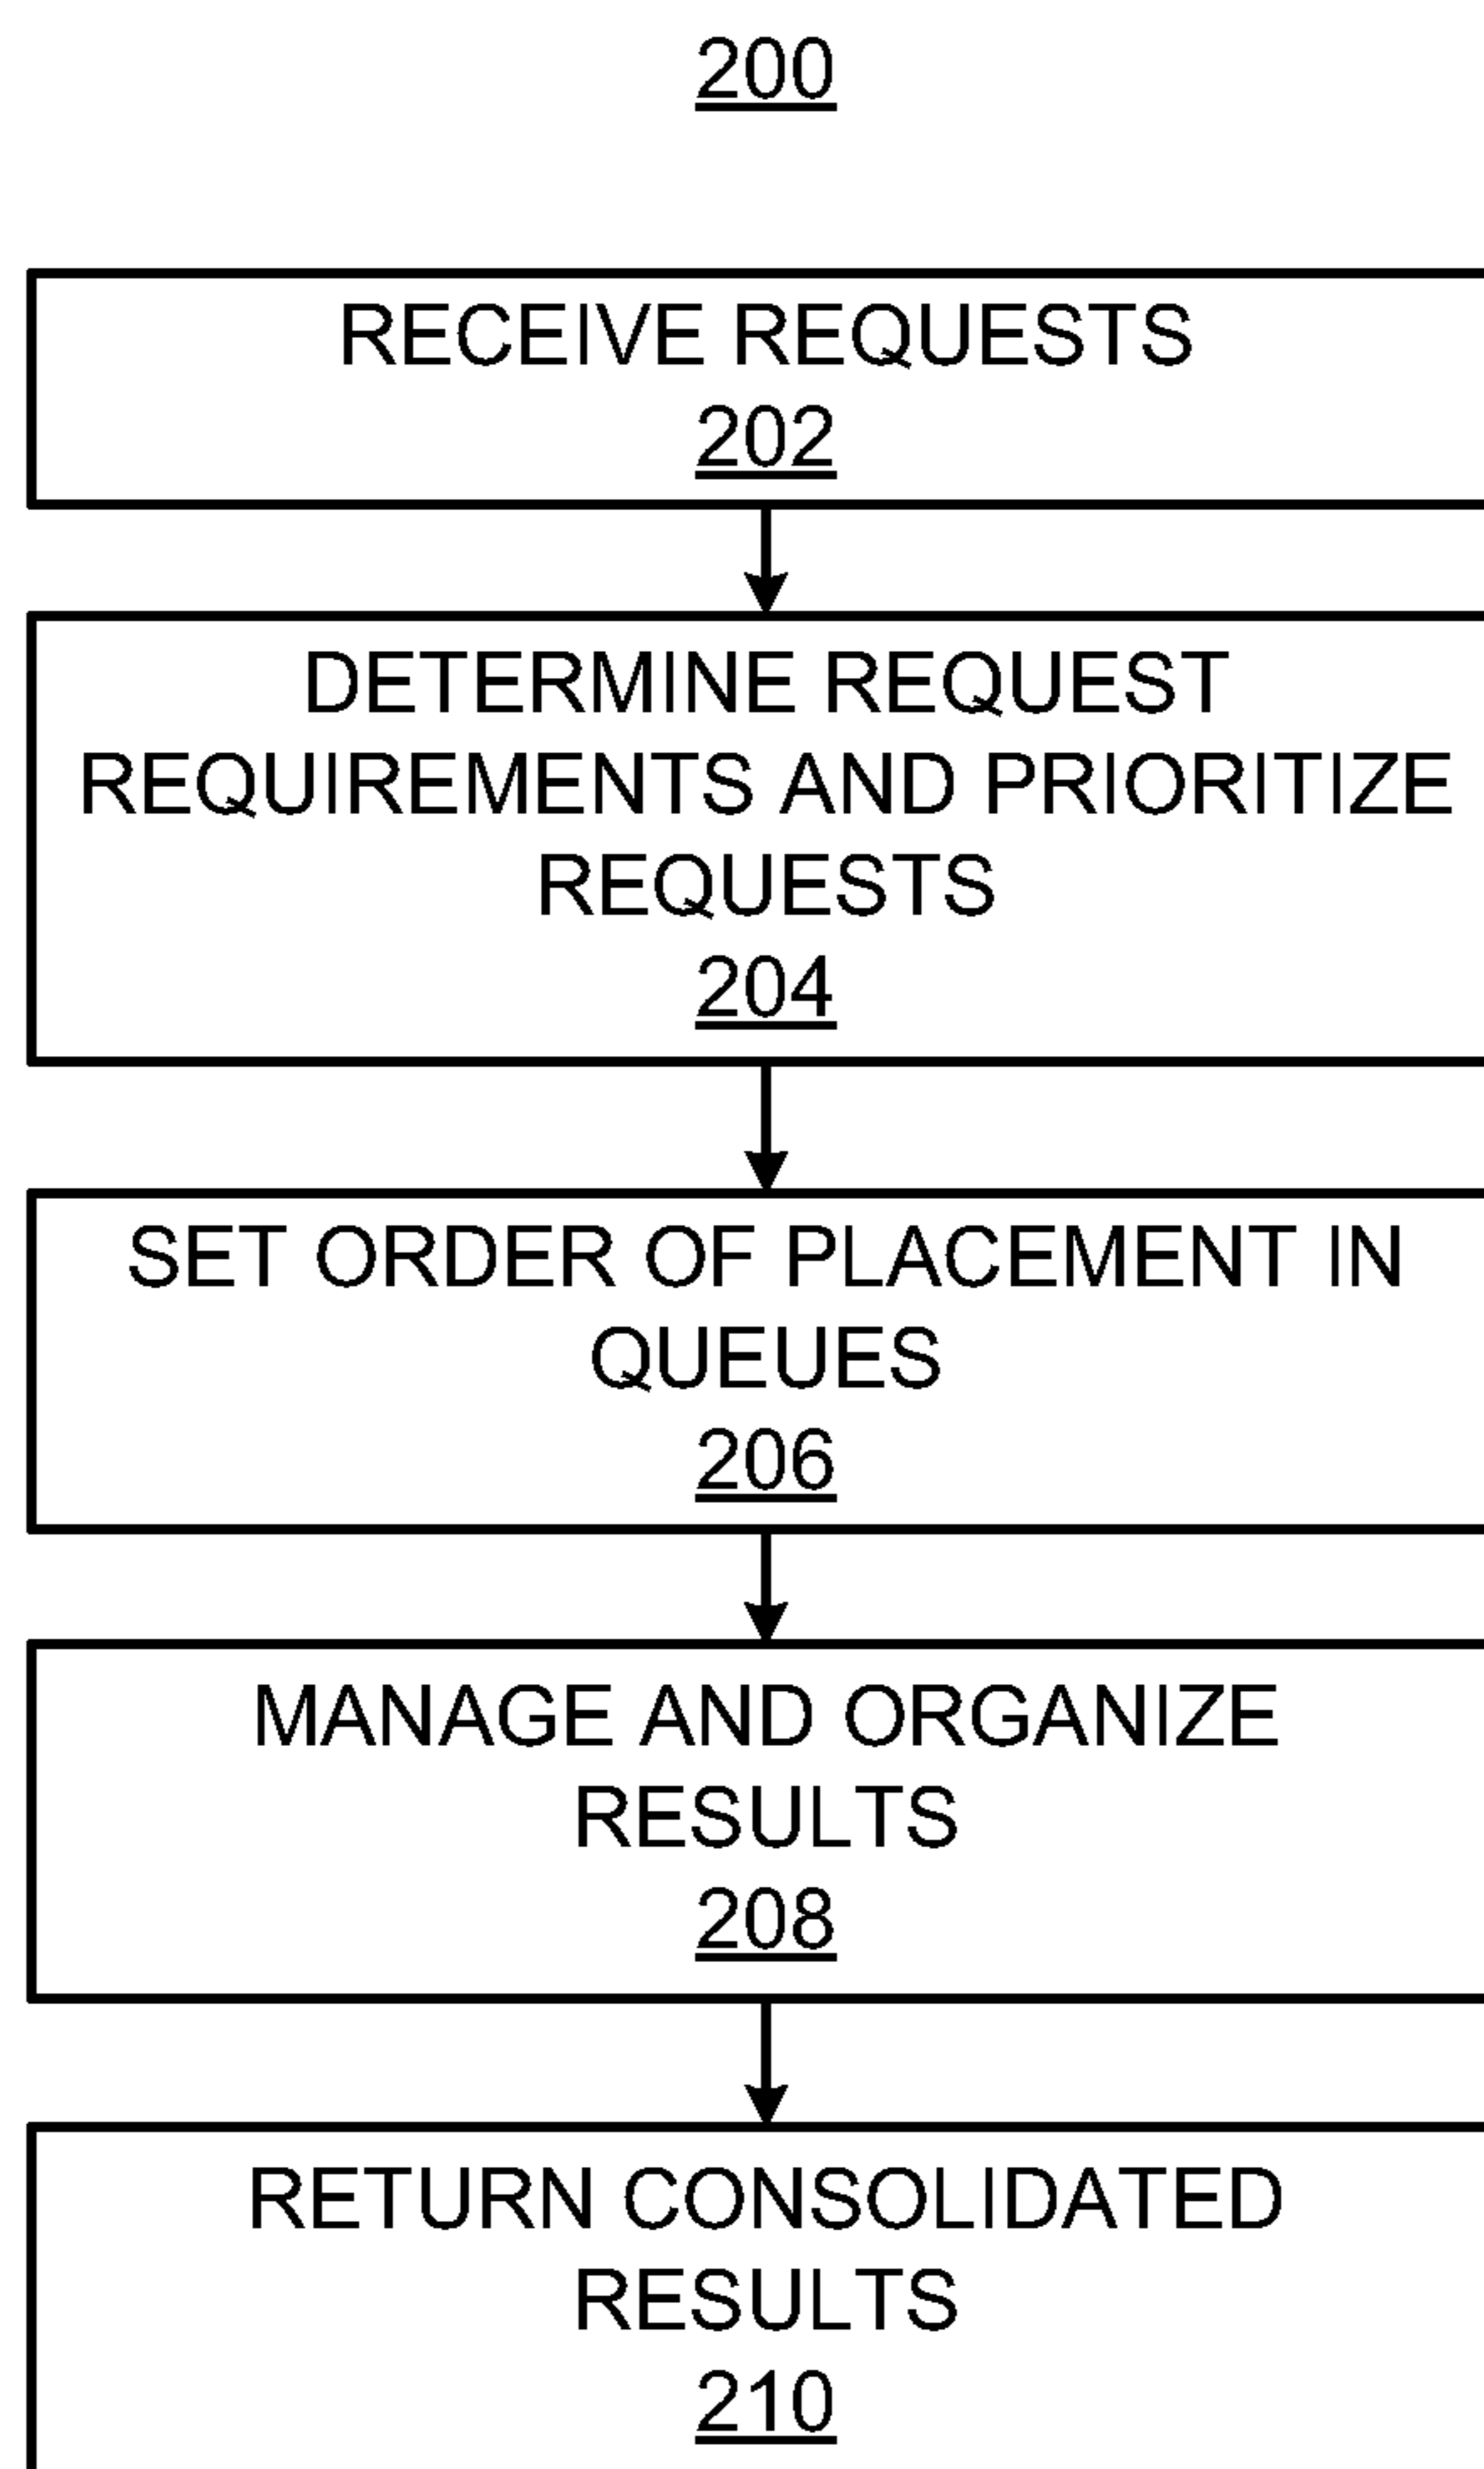 200
RECEIVE REQUESTS
202
DETERMINE REQUEST
REQUIREMENTS AND PRIORITIZE
REQUESTS
204
SET ORDER OF PLACEMENT IN
QUEUES
206
MANAGE AND ORGANIZE
RESULTS
208
RETURN CONSOLIDATED
RESULTS
210